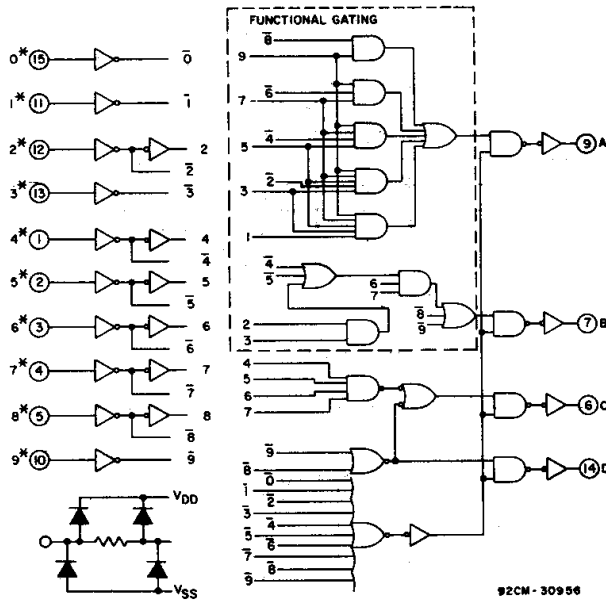 0* 15 0̅
1* 11 1̅
2* 12 2
2̅
3* 13 3̅
4* 1 4
4̅
5* 2 5
5̅
6* 3 6
6̅
7* 4 7
7̅
8* 5 8
8̅
9* 10 9̅
VDD
VSS
FUNCTIONAL GATING
8̅
9
6̅
7
4̅
5
2̅
3
1
9 A
4̅
5̅
6
7
8̅
9̅
2
3
7 B
4
5
6
7
6 C
9̅
8̅
14 D
0̅
1̅
2̅
3̅
4̅
5̅
6̅
7̅
8̅
9̅
92CM-30956